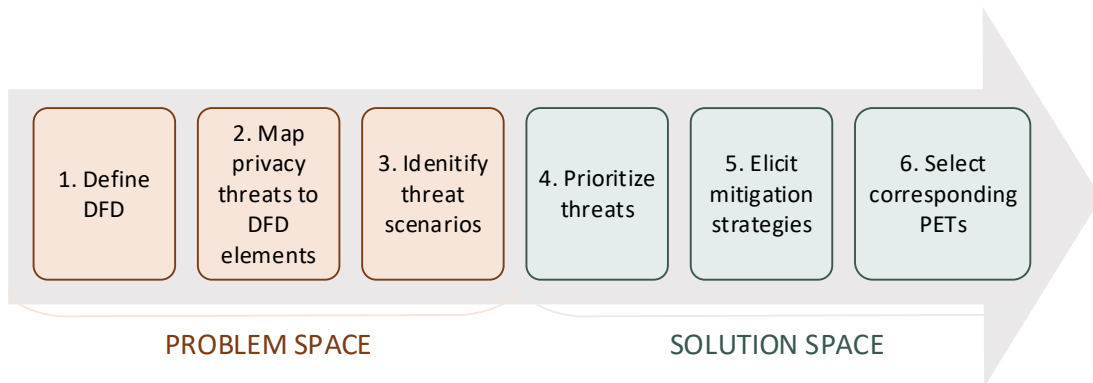 1. Define
DFD
2. Map
privacy
threats to
DFD
elements
3. Idenitify
threat
scenarios
4. Prioritize
threats
5. Elicit
mitigation
strategies
6. Select
corresponding
PETs
PROBLEM SPACE
SOLUTION SPACE